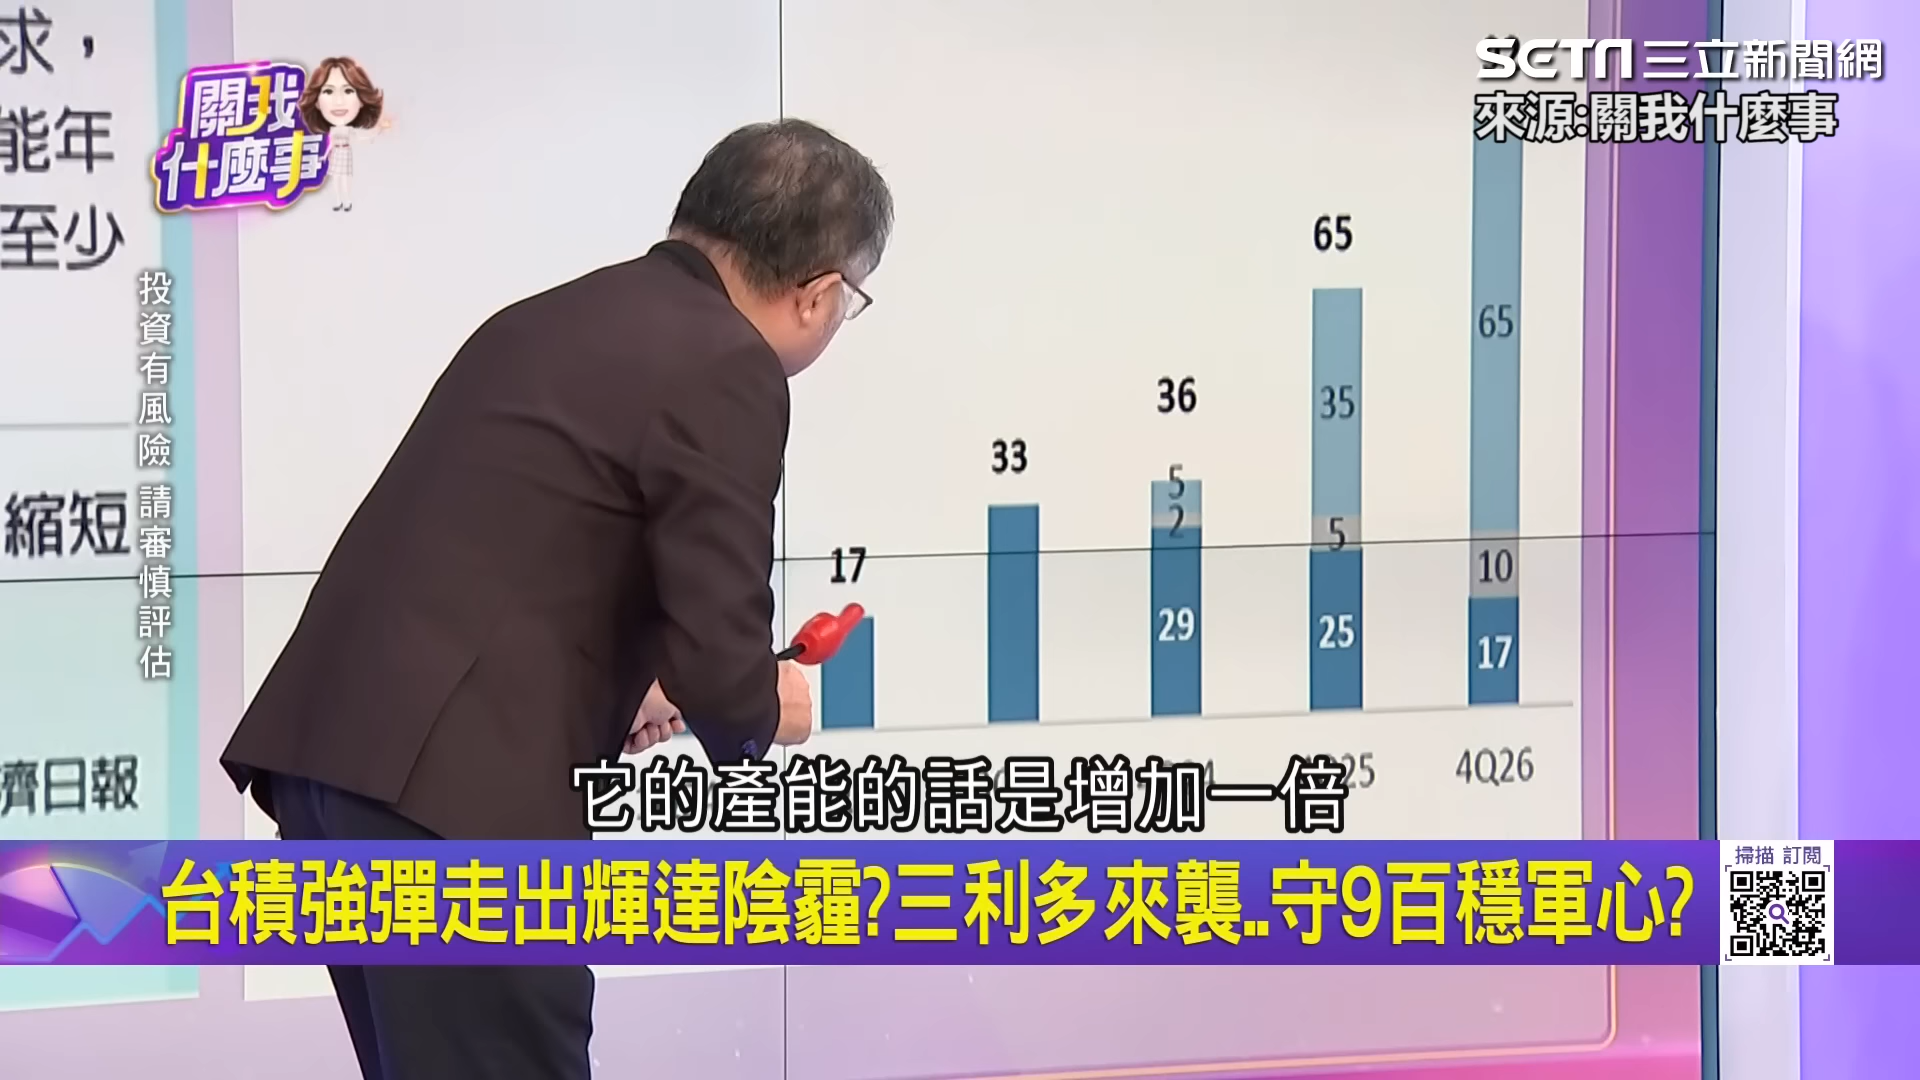 求，
能年
至少
縮短
濟日報
關我
什麼事
投資有風險 請審慎評估
SETN三立新聞網
來源:關我什麼事
17
33
36
5
2
29
65
35
5
25
65
10
17
4Q26
它的產能的話是增加一倍
台積強彈走出輝達陰霾?三利多來襲..守9百穩軍心?
掃描 訂閱